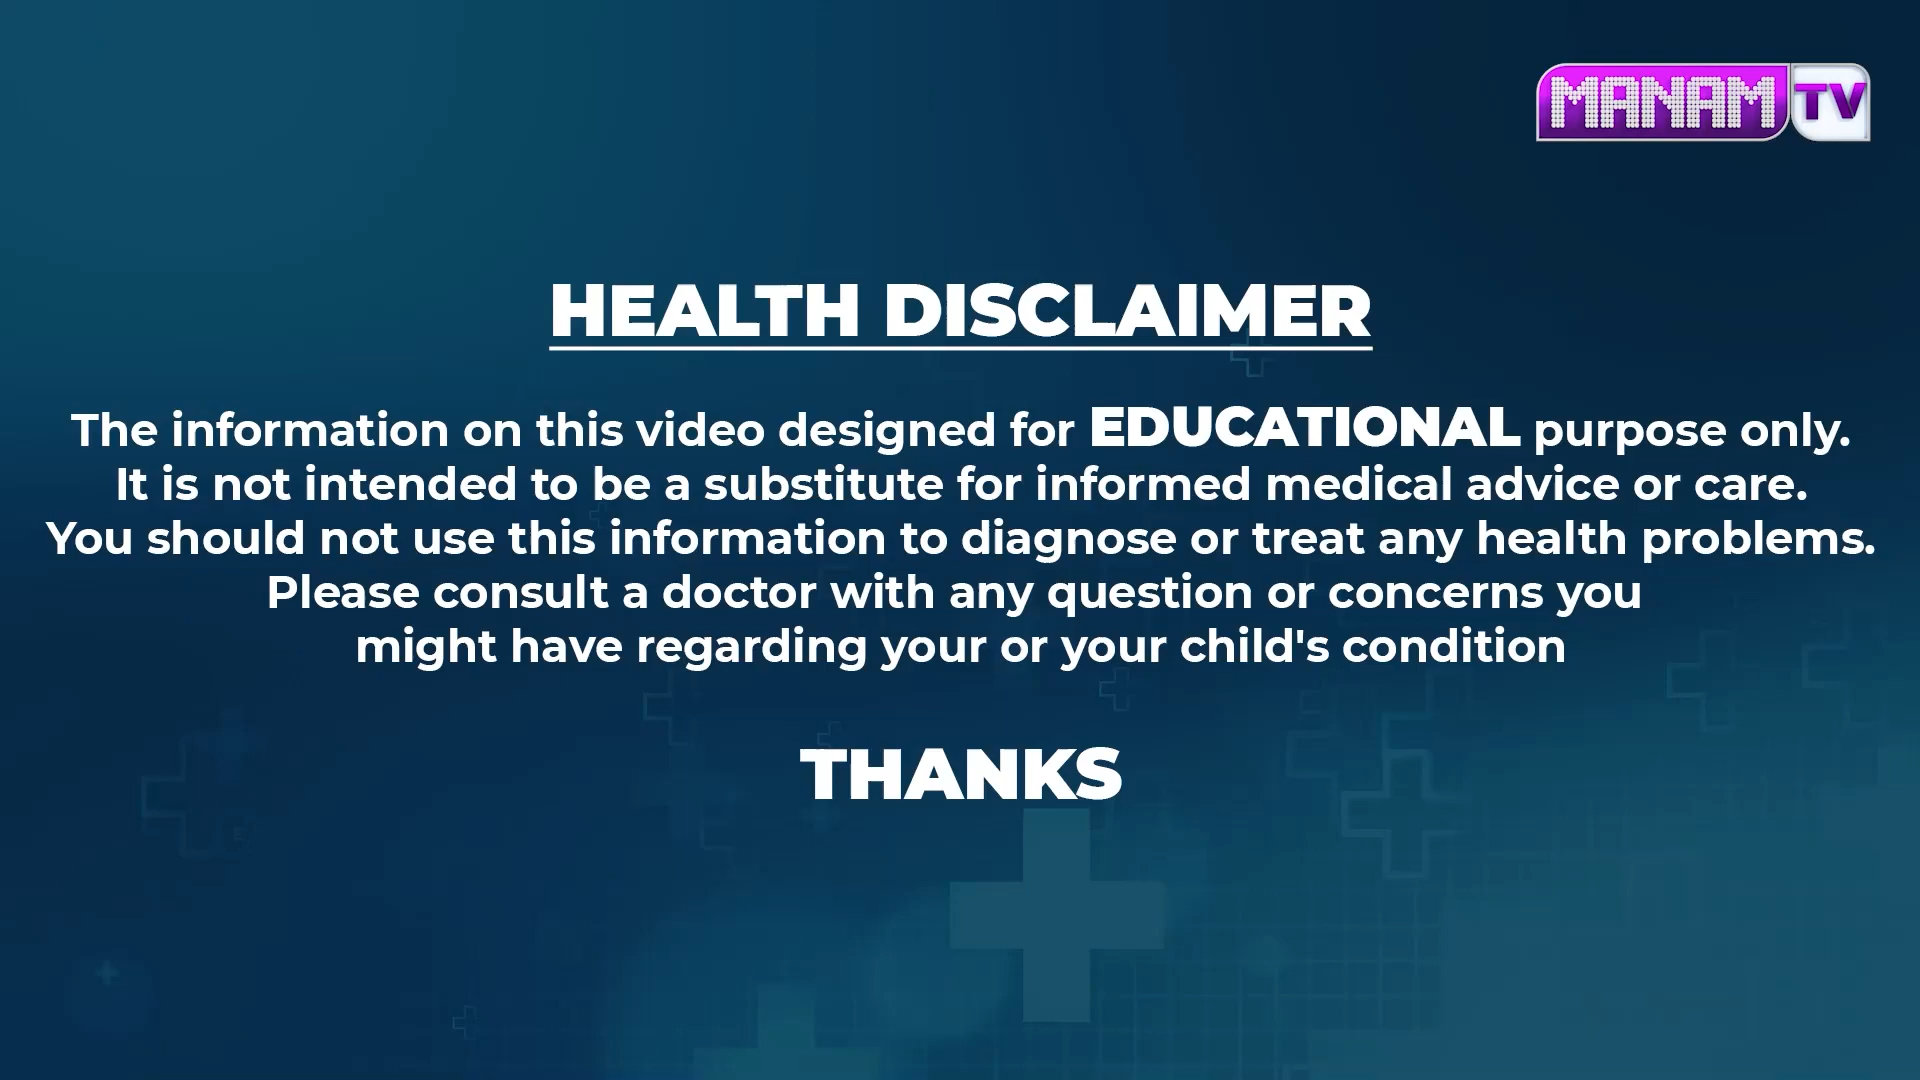 MANAM TV
HEALTH DISCLAIMER
The information on this video designed for EDUCATIONAL purpose only.
It is not intended to be a substitute for informed medical advice or care.
You should not use this information to diagnose or treat any health problems.
Please consult a doctor with any question or concerns you
might have regarding your or your child's condition
THANKS